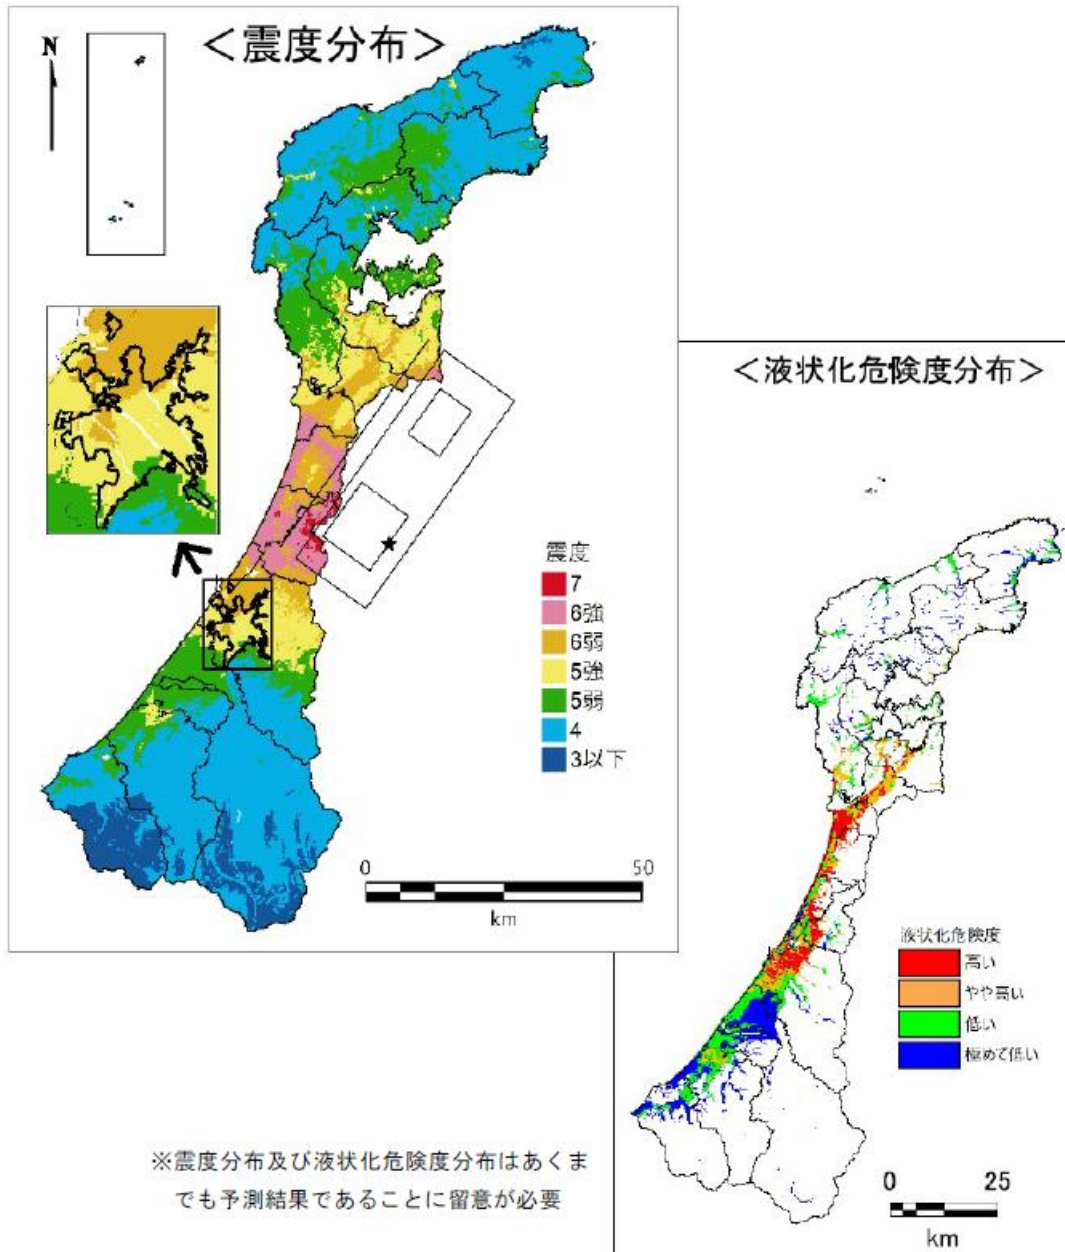 ＜震度分布＞
N
震度
7
6強
6弱
5強
5弱
4
3以下
0 50
km
＜液状化危険度分布＞
液状化危険度
高い
やや高い
低い
極めて低い
0 25
km
※震度分布及び液状化危険度分布はあくま
でも予測結果であることに留意が必要